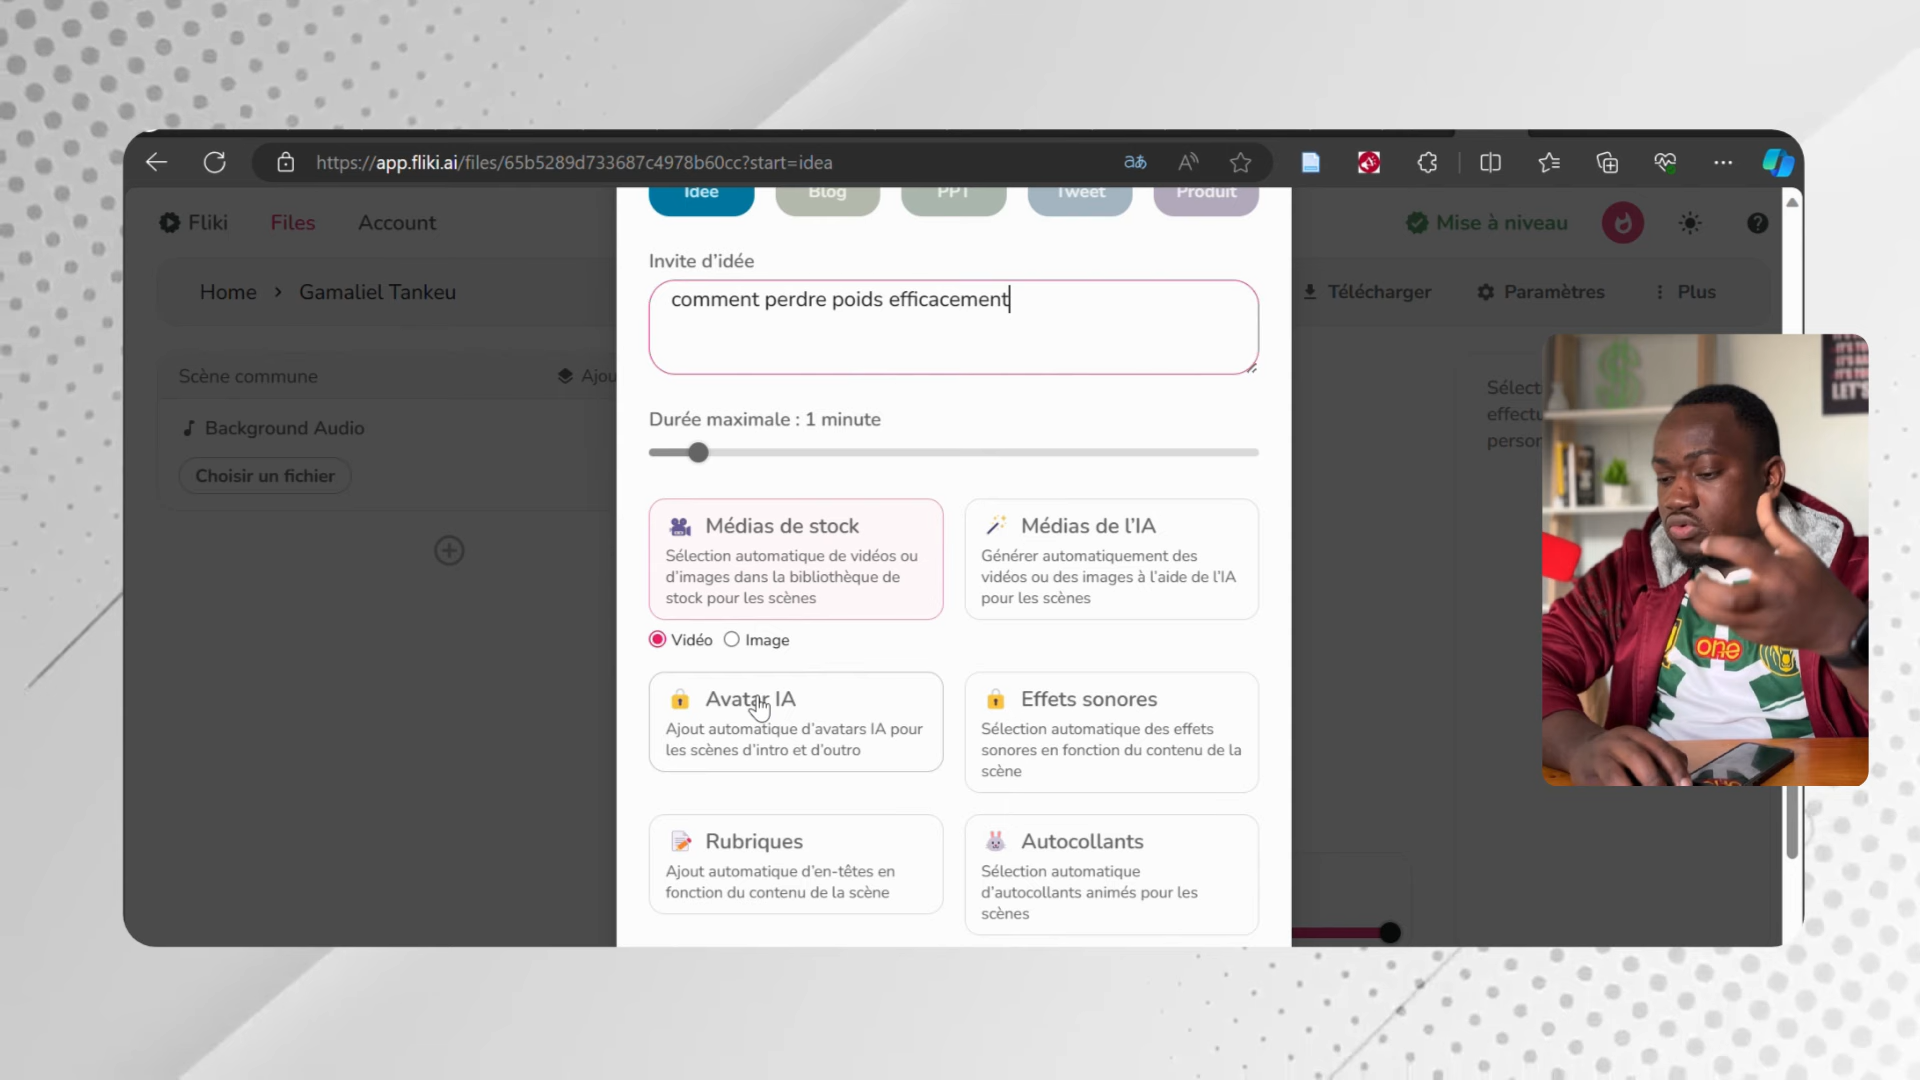 https://app.fliki.ai/files/65b5289d733687c4978b60cc?start=idea
Idée
Blog
PPT
Tweet
Produit
Fliki
Files
Account
Mise à niveau
Home > Gamaliel Tankeu
Télécharger
Paramètres
Plus
Invite d'idée
comment perdre poids efficacement
Scène commune
Ajou
Background Audio
Choisir un fichier
Durée maximale : 1 minute
Sélect
effectu
person
Médias de stock
Sélection automatique de vidéos ou
d'images dans la bibliothèque de
stock pour les scènes
Médias de l'IA
Générer automatiquement des
vidéos ou des images à l'aide de l'IA
pour les scènes
Vidéo
Image
Avatar IA
Ajout automatique d'avatars IA pour
les scènes d'intro et d'outro
Effets sonores
Sélection automatique des effets
sonores en fonction du contenu de la
scène
Rubriques
Ajout automatique d'en-têtes en
fonction du contenu de la scène
Autocollants
Sélection automatique
d'autocollants animés pour les
scènes
one